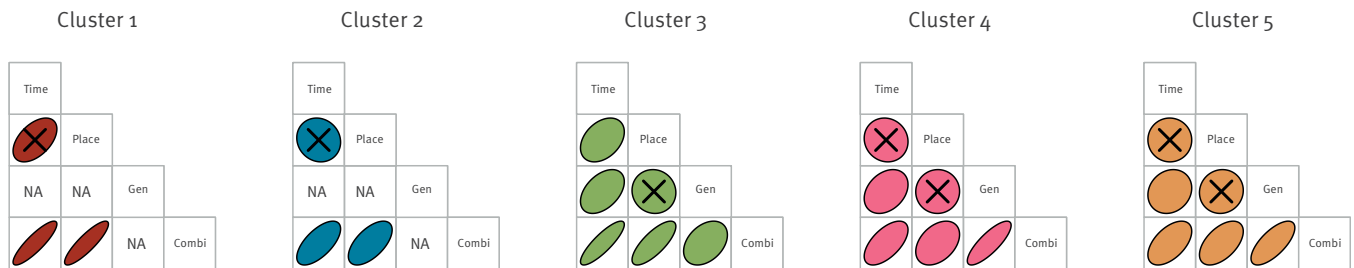 Cluster 1 Cluster 2 Cluster 3 Cluster 4 Cluster 5
Time Time Time Time Time
Place Place Place Place Place
NA NA Gen NA NA Gen Gen Gen Gen
NA Combi NA Combi Combi Combi Combi